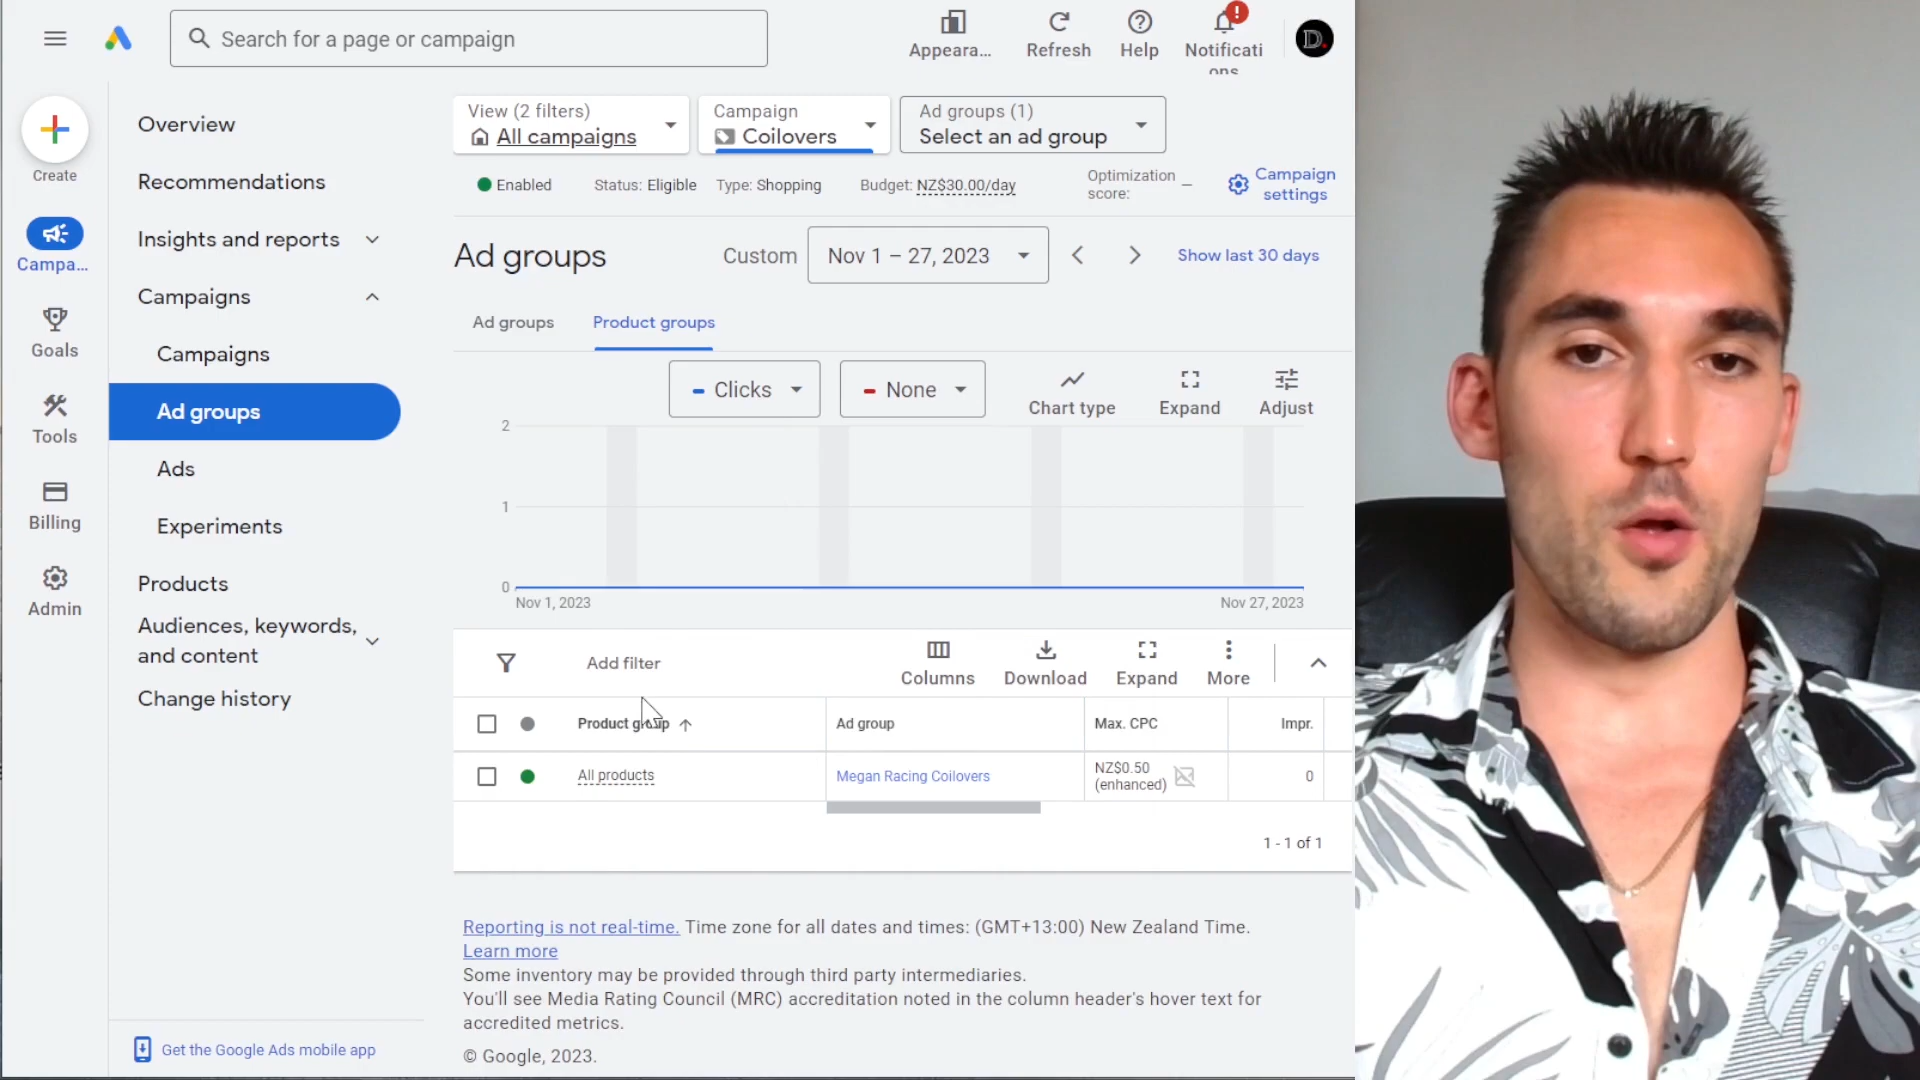 Search for a page or campaign
Appeara...
Refresh
Help
Notificati
ons
!
D.
Create
Campa...
Goals
Tools
Billing
Admin
Overview
Recommendations
Insights and reports
Campaigns
Campaigns
Ad groups
Ads
Experiments
Products
Audiences, keywords,
and content
Change history
Get the Google Ads mobile app
View (2 filters)
All campaigns
Campaign
Coilovers
Ad groups (1)
Select an ad group
Enabled
Status: Eligible
Type: Shopping
Budget: NZ$30.00/day
Optimization
score: –
Campaign
settings
Ad groups
Custom
Nov 1 – 27, 2023
Show last 30 days
Ad groups
Product groups
Clicks
None
Chart type
Expand
Adjust
2
1
0
Nov 1, 2023
Nov 27, 2023
Add filter
Columns
Download
Expand
More
Product group
Ad group
Max. CPC
Impr.
All products
Megan Racing Coilovers
NZ$0.50
(enhanced)
0
1 - 1 of 1
Reporting is not real-time. Time zone for all dates and times: (GMT+13:00) New Zealand Time.
Learn more
Some inventory may be provided through third party intermediaries.
You'll see Media Rating Council (MRC) accreditation noted in the column header's hover text for
accredited metrics.
© Google, 2023.